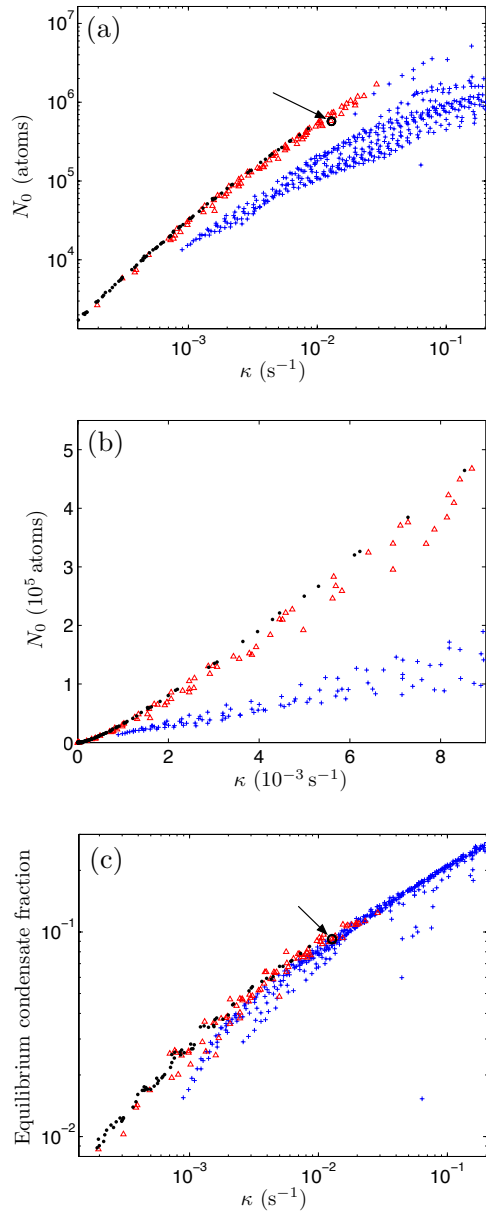 (a)
10^7
10^6
10^5
10^4
N_0 (atoms)
10^{-3}
10^{-2}
10^{-1}
κ (s^{-1})
(b)
5
4
3
2
1
0
N_0 (10^5 atoms)
0
2
4
6
8
κ (10^{-3} s^{-1})
(c)
10^{-1}
10^{-2}
Equilibrium condensate fraction
10^{-3}
10^{-2}
10^{-1}
κ (s^{-1})